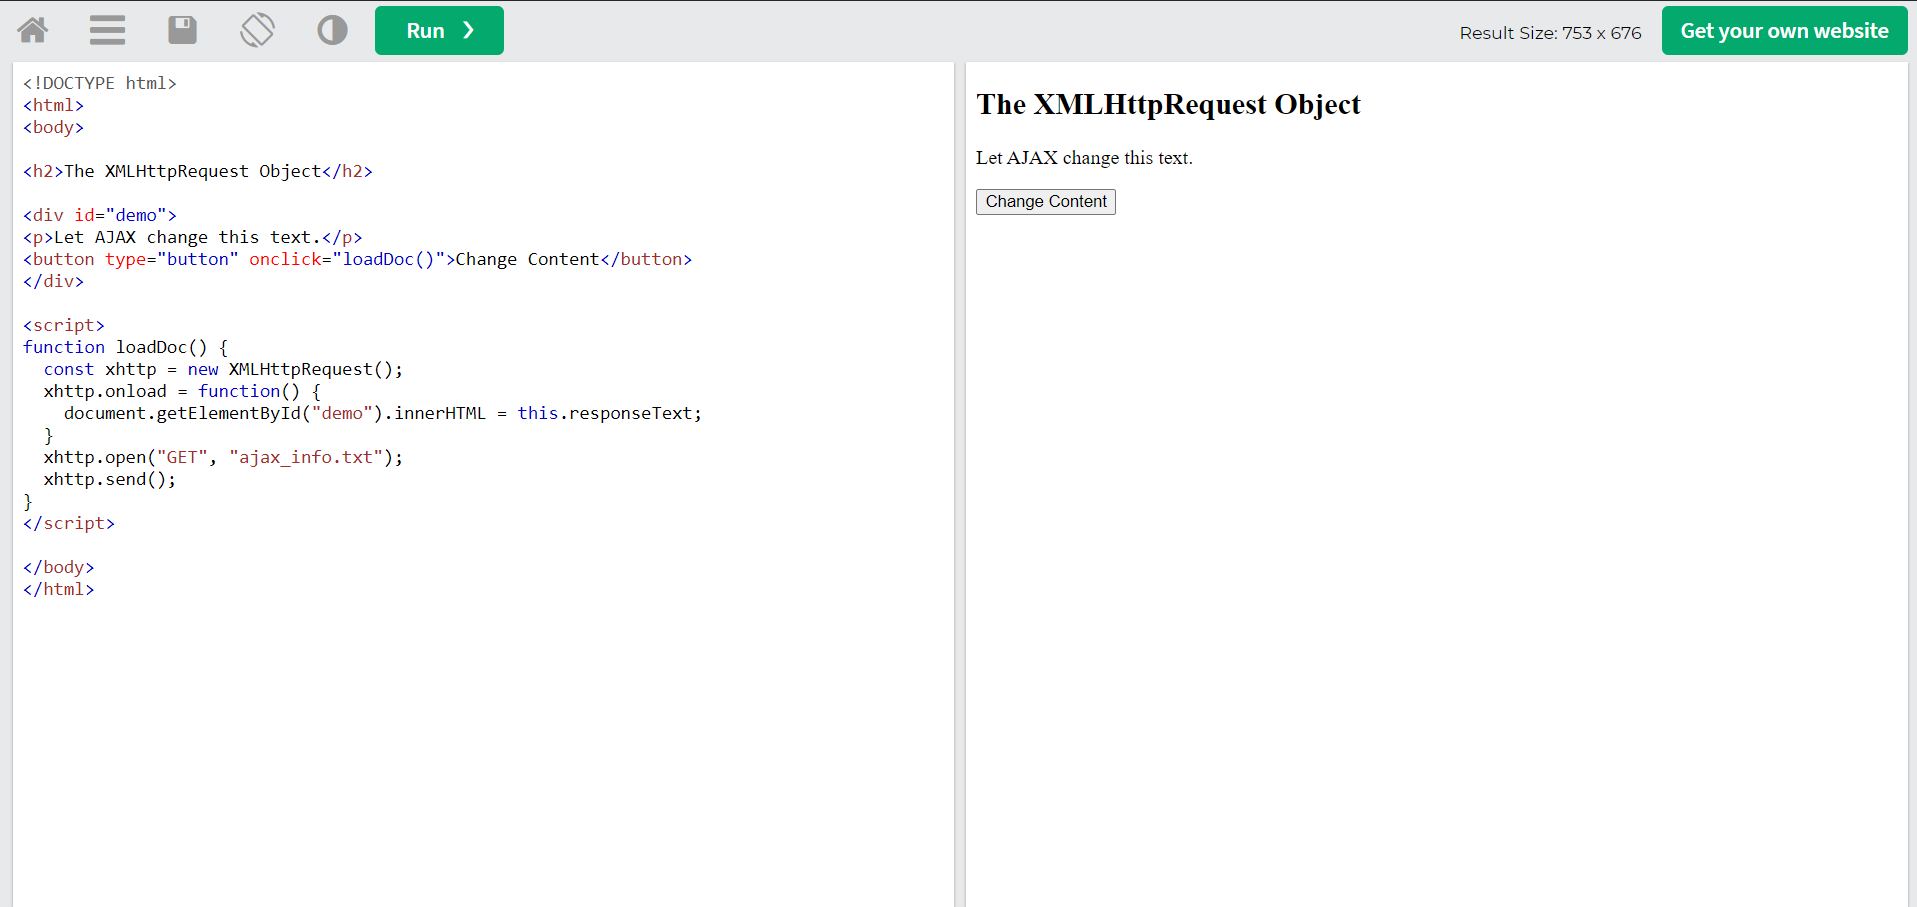 Run ❯
Result Size: 753 x 676
Get your own website
<!DOCTYPE html>
<html>
<body>

<h2>The XMLHttpRequest Object</h2>

<div id="demo">
<p>Let AJAX change this text.</p>
<button type="button" onclick="loadDoc()">Change Content</button>
</div>

<script>
function loadDoc() {
  const xhttp = new XMLHttpRequest();
  xhttp.onload = function() {
    document.getElementById("demo").innerHTML = this.responseText;
  }
  xhttp.open("GET", "ajax_info.txt");
  xhttp.send();
}
</script>

</body>
</html>
The XMLHttpRequest Object
Let AJAX change this text.
Change Content